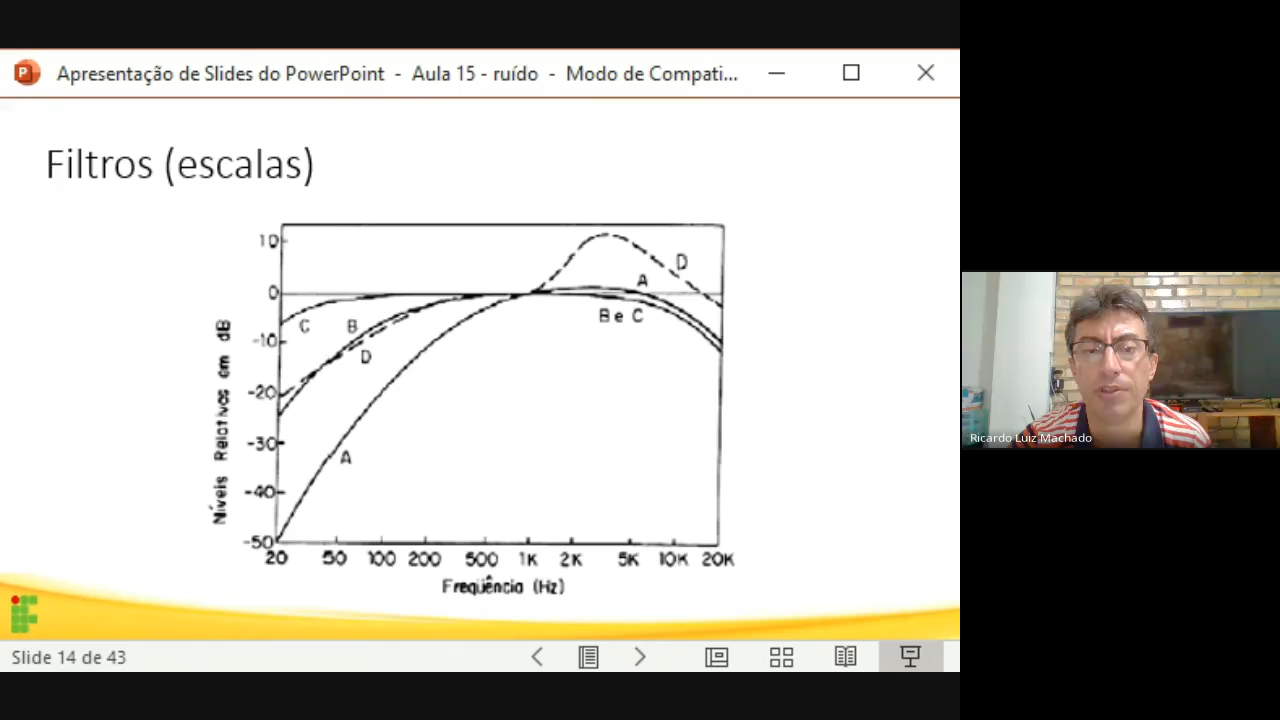 Apresentação de Slides do PowerPoint - Aula 15 - ruído - Modo de Compati...
Filtros (escalas)
10
0
-10
-20
-30
-40
-50
Níveis Relativos em dB
C
B
D
A
D
A
B e C
20 50 100 200 500 1K 2K 5K 10K 20K
Freqüência (Hz)
Slide 14 de 43
Ricardo Luiz Machado